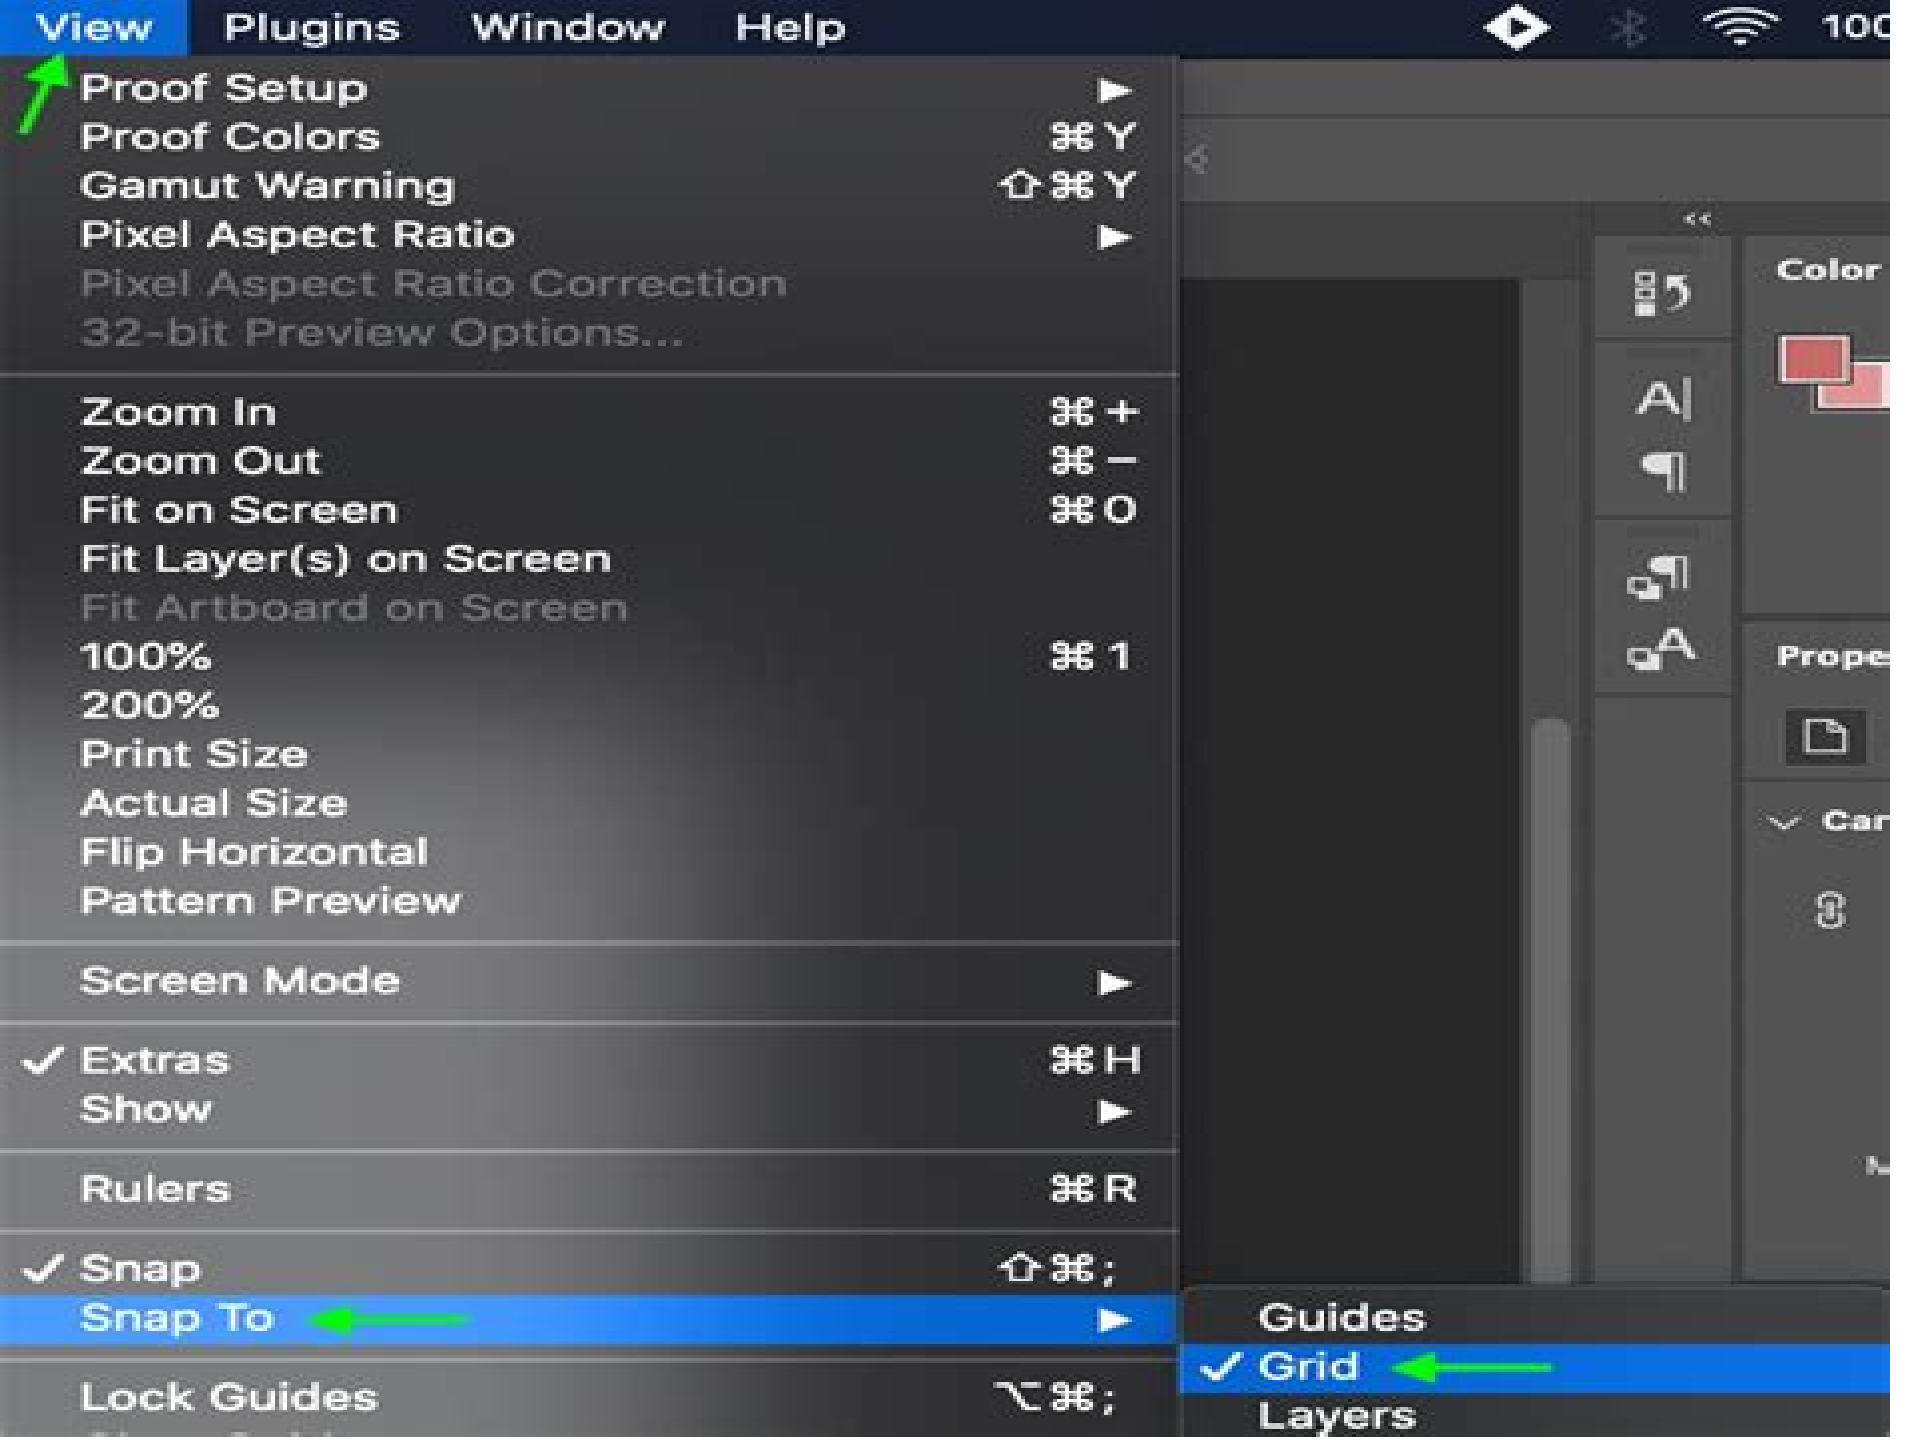 View Plugins Window Help 100
Proof Setup ▶
Proof Colors ⌘Y
Gamut Warning ⇧⌘Y
Pixel Aspect Ratio ▶
Pixel Aspect Ratio Correction
32-bit Preview Options...
Zoom In ⌘+
Zoom Out ⌘−
Fit on Screen ⌘0
Fit Layer(s) on Screen
Fit Artboard on Screen
100% ⌘1
200%
Print Size
Actual Size
Flip Horizontal
Pattern Preview
Screen Mode ▶
✓ Extras ⌘H
Show ▶
Rulers ⌘R
✓ Snap ⇧⌘;
Snap To ▶
Lock Guides ⌥⌘;
Guides
✓ Grid
Layers
Color
Prope
Can